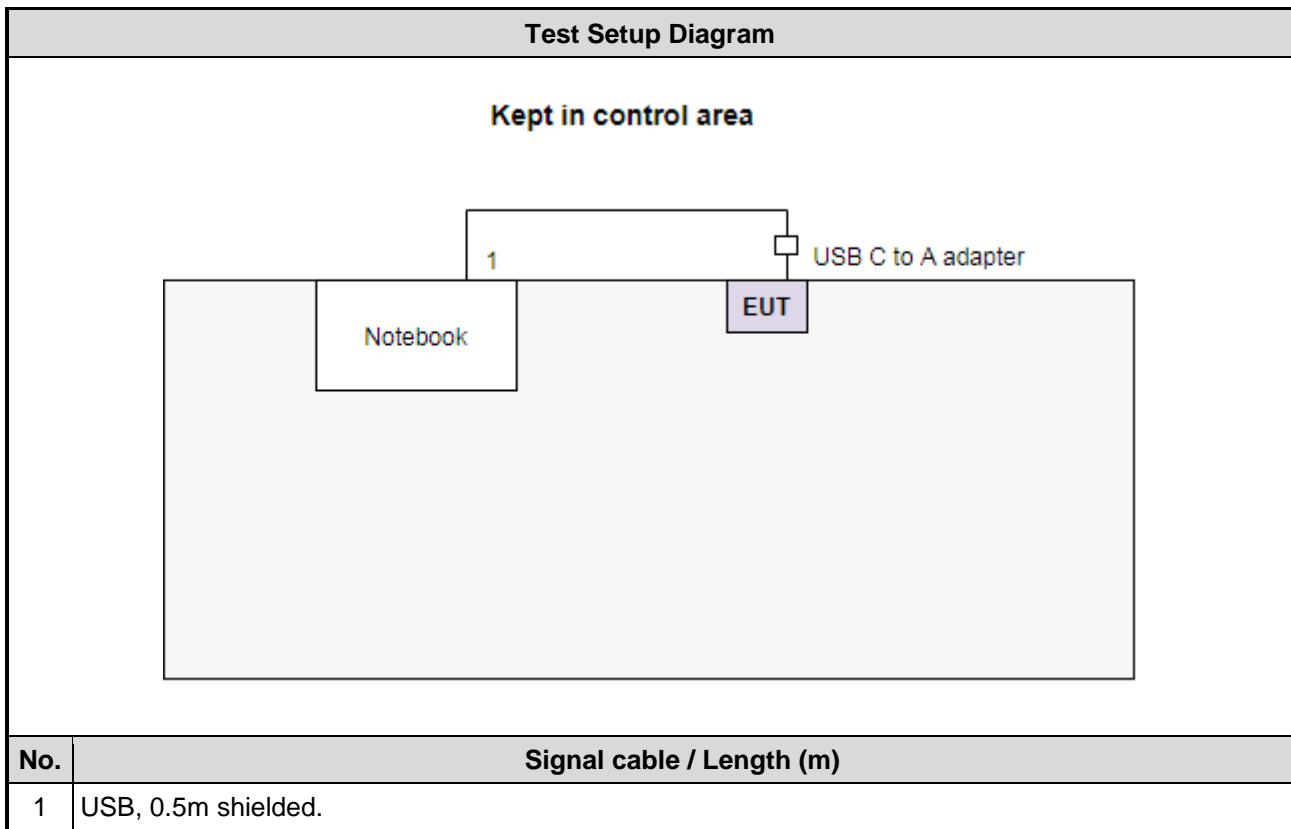 Test Setup Diagram
Kept in control area
1
USB C to A adapter
EUT
Notebook
No. Signal cable / Length (m)
1 USB, 0.5m shielded.